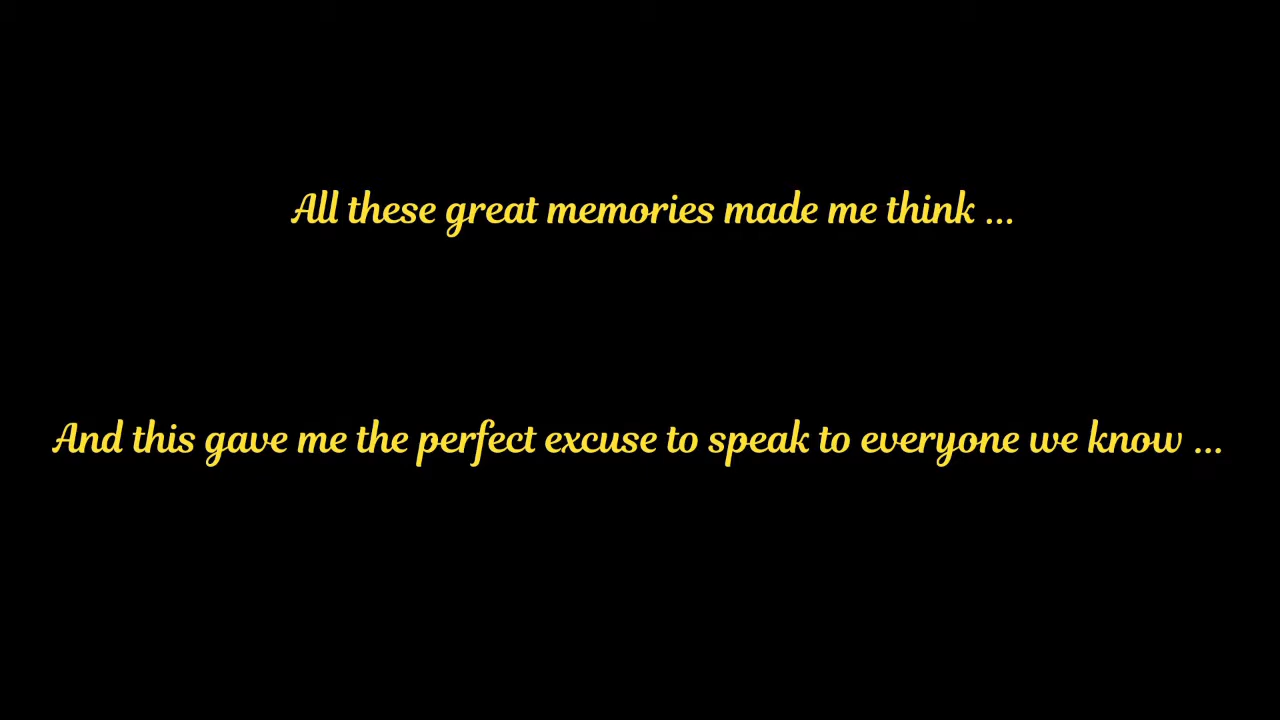 All these great memories made me think ...
And this gave me the perfect excuse to speak to everyone we know ...